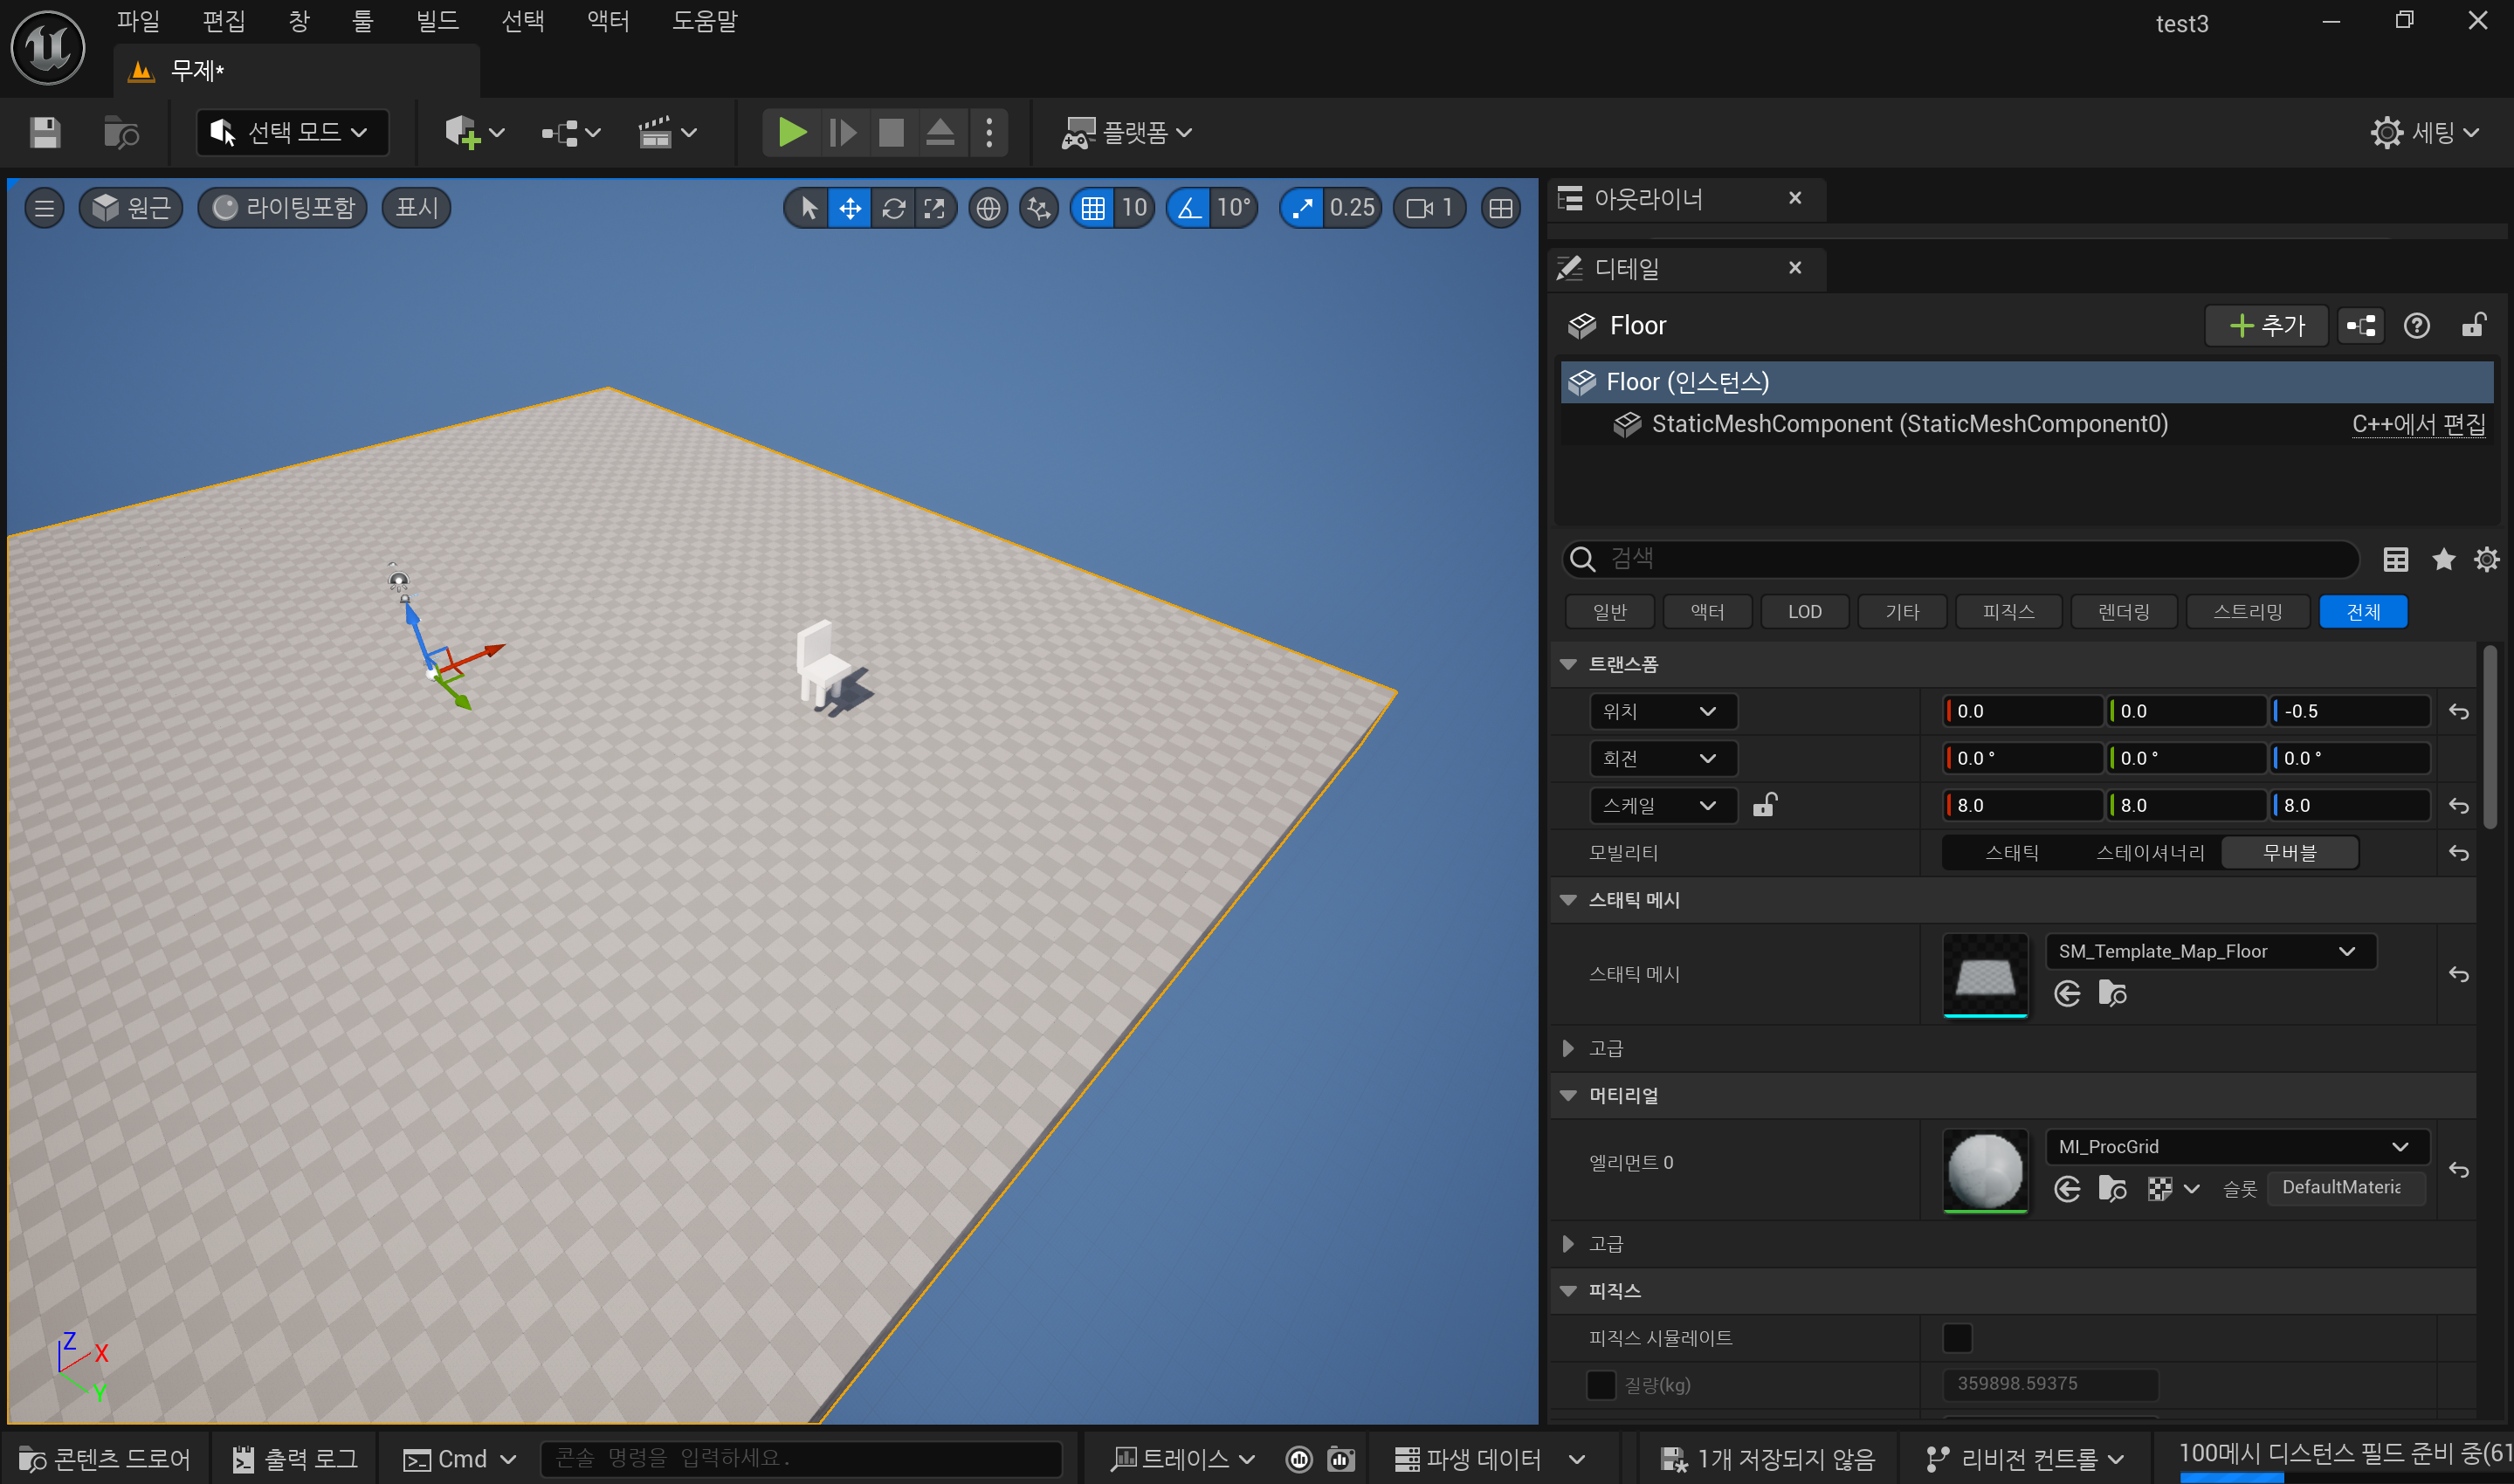 파일 편집 창 툴 빌드 선택 액터 도움말 test3
무제*
선택 모드 플랫폼 세팅
원근 라이팅포함 표시 10 10° 0.25 1
아웃라이너
디테일
Floor 추가
Floor (인스턴스)
StaticMeshComponent (StaticMeshComponent0) C++에서 편집
검색
일반 액터 LOD 기타 피직스 렌더링 스트리밍 전체
트랜스폼
위치 0.0 0.0 -0.5
회전 0.0 ° 0.0 ° 0.0 °
스케일 8.0 8.0 8.0
모빌리티 스태틱 스테이셔너리 무버블
스태틱 메시
스태틱 메시 SM_Template_Map_Floor
고급
머티리얼
엘리먼트 0 MI_ProcGrid
슬롯 DefaultMateria
고급
피직스
피직스 시뮬레이트
질량(kg) 359898.59375
Z
X
Y
콘텐츠 드로어 출력 로그 Cmd 콘솔 명령을 입력하세요. 트레이스 파생 데이터 1개 저장되지 않음 리비전 컨트롤 100메시 디스턴스 필드 준비 중(61